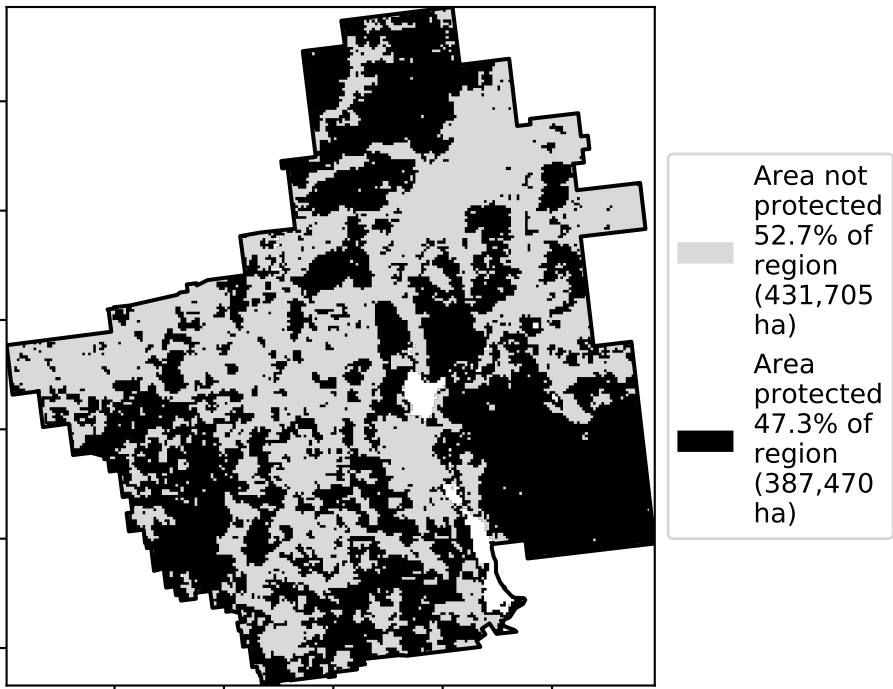 Area not
protected
52.7% of
region
(431,705
ha)
Area
protected
47.3% of
region
(387,470
ha)